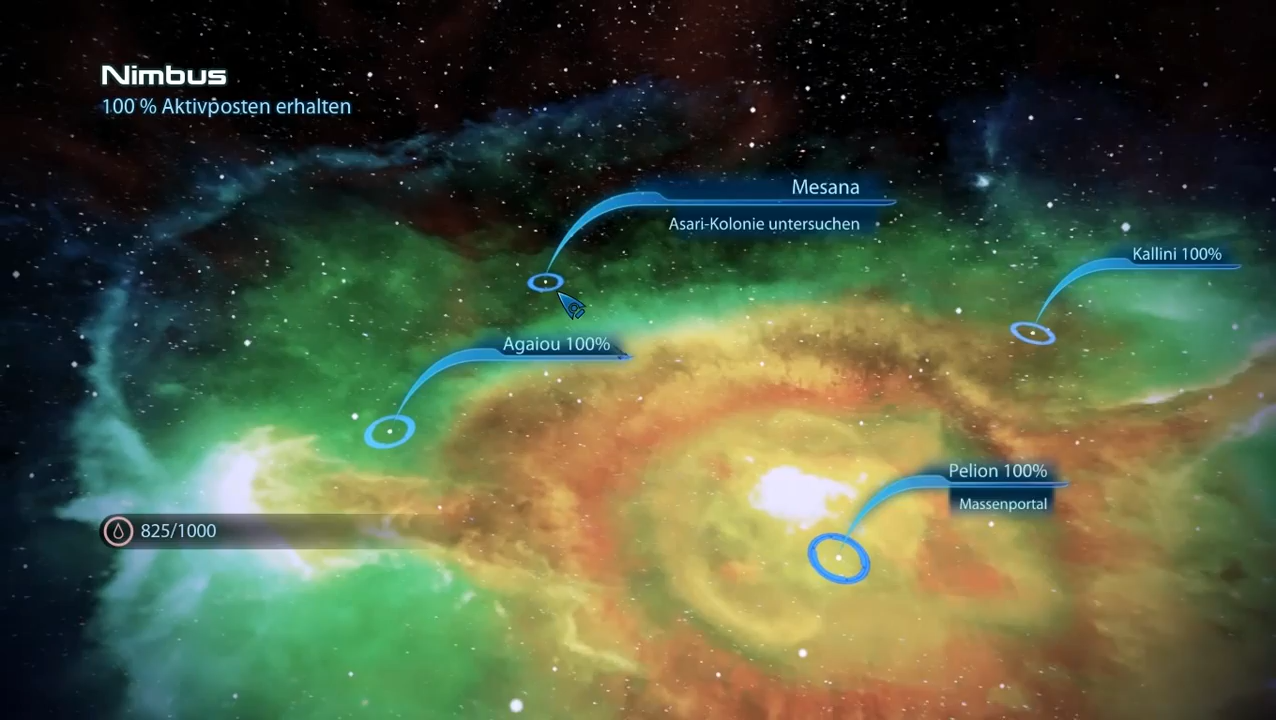 Nimbus
100 % Aktivposten erhalten
Mesana
Asari-Kolonie untersuchen
Kallini 100%
Agaiou 100%
Pelion 100%
Massenportal
825/1000